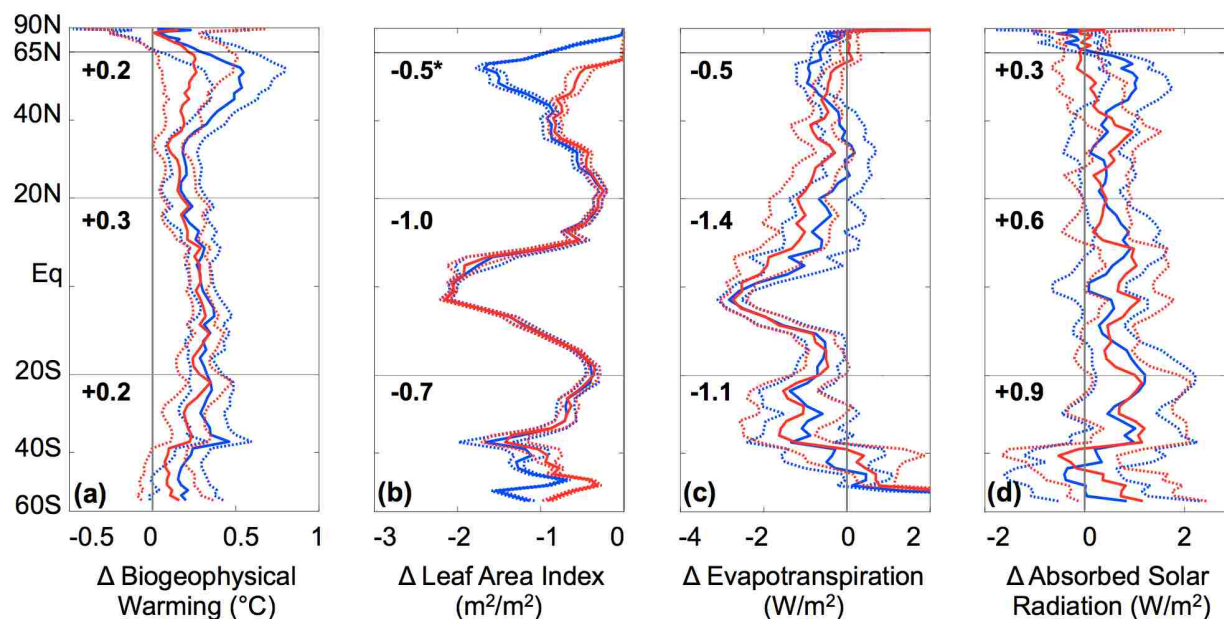 90N
65N
40N
20N
Eq
20S
40S
60S
+0.2
+0.3
+0.2
(a)
-0.5 0 0.5 1
Δ Biogeophysical
Warming (°C)
-0.5*
-1.0
-0.7
(b)
-3 -2 -1 0
Δ Leaf Area Index
(m²/m²)
-0.5
-1.4
-1.1
(c)
-4 -2 0 2
Δ Evapotranspiration
(W/m²)
+0.3
+0.6
+0.9
(d)
-2 0 2
Δ Absorbed Solar
Radiation (W/m²)